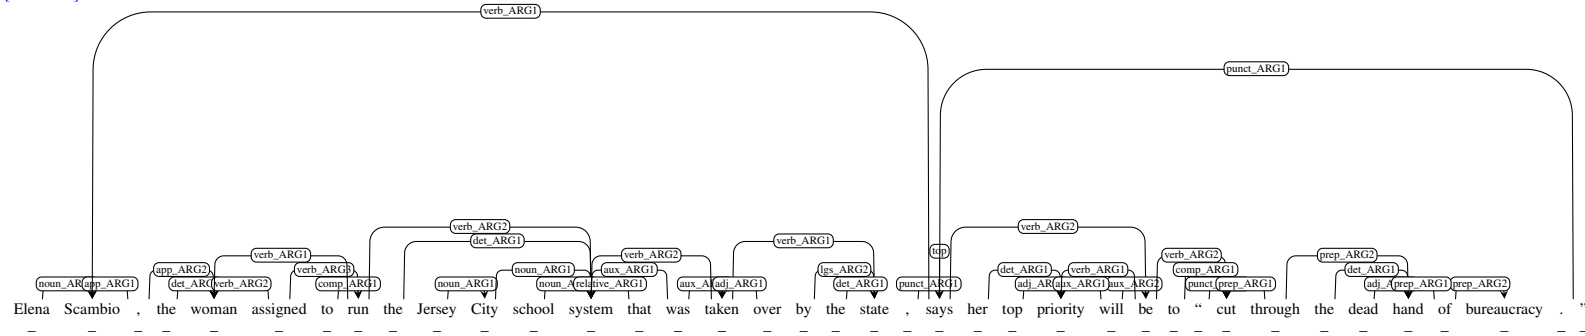 verb_ARG1
punct_ARG1
verb_ARG2 verb_ARG2
det_ARG1 verb_ARG1
top
verb_ARG1 verb_ARG2 verb_ARG2 prep_ARG2
app_ARG2 noun_ARG1 aux_ARG1 lgs_ARG2 det_ARG1 verb_ARG1 comp_ARG1 det_ARG1
app_ARG1 verb_ARG2 comp_ARG1 noun_ARG1 relative_ARG1 adj_ARG1 det_ARG1 punct_ARG1 aux_ARG1 prep_ARG1 prep_ARG1 prep_ARG2
Elena Scambio , the woman assigned to run the Jersey City school system that was taken over by the state , says her top priority will be to “ cut through the dead hand of bureaucracy . ”